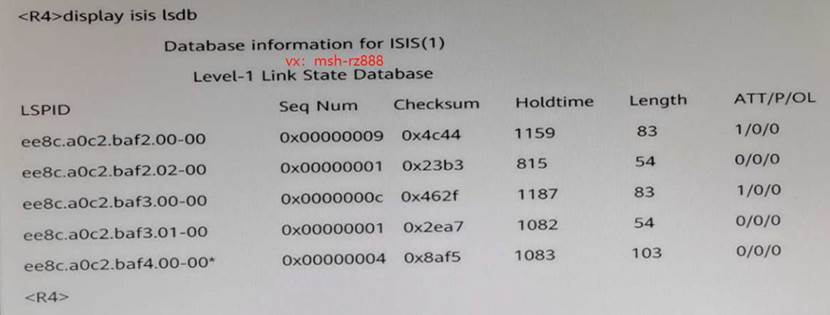 <R4>display isis lsdb
Database information for ISIS(1)
vx: msh-rz888
Level-1 Link State Database
LSPID Seq Num Checksum Holdtime Length ATT/P/OL
ee8c.a0c2.baf2.00-00 0x00000009 0x4c44 1159 83 1/0/0
ee8c.a0c2.baf2.02-00 0x00000001 0x23b3 815 54 0/0/0
ee8c.a0c2.baf3.00-00 0x0000000c 0x462f 1187 83 1/0/0
ee8c.a0c2.baf3.01-00 0x00000001 0x2ea7 1082 54 0/0/0
ee8c.a0c2.baf4.00-00* 0x00000004 0x8af5 1083 103 0/0/0
<R4>